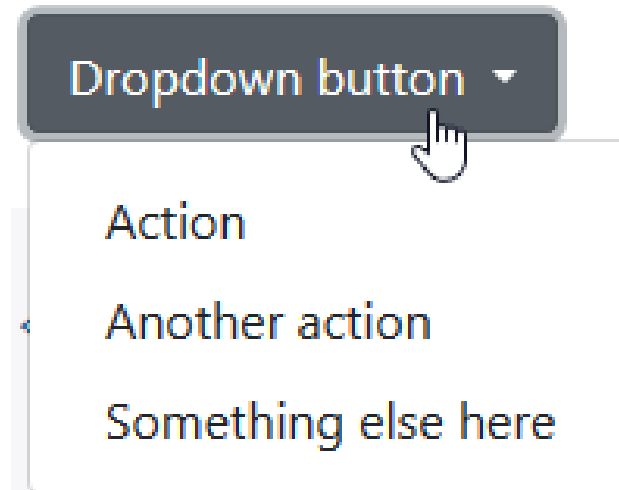 Dropdown button
Action
Another action
Something else here